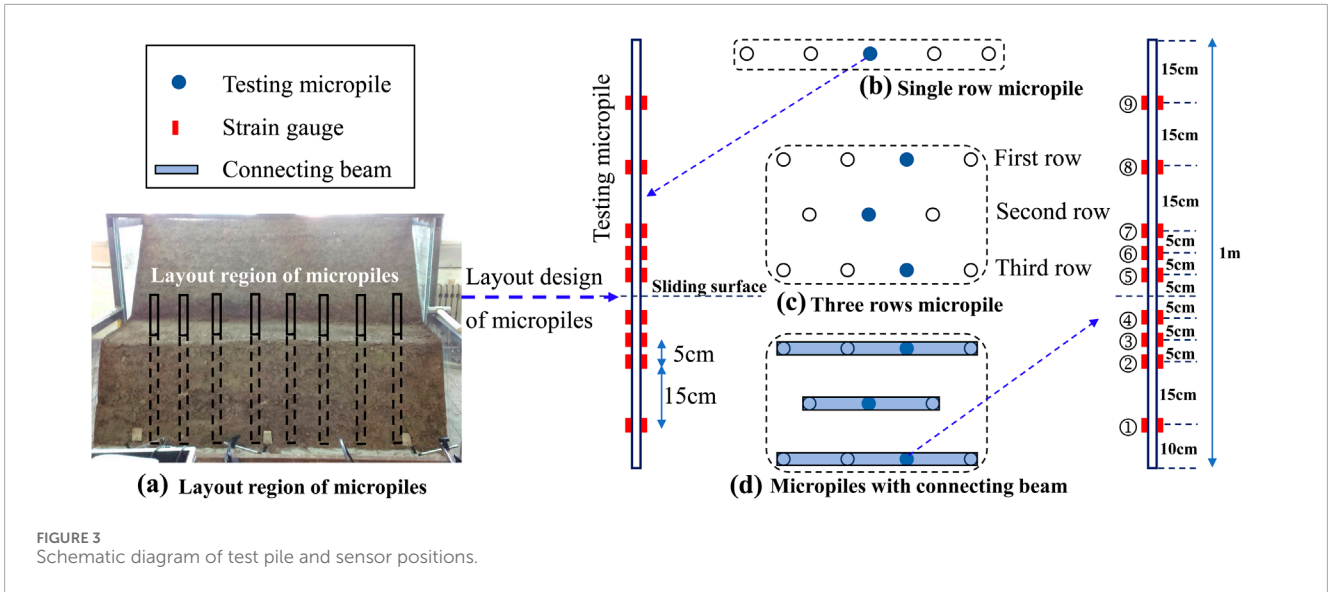 Testing micropile
Strain gauge
Connecting beam
Layout region of micropiles
(a) Layout region of micropiles
Layout design
of micropiles
Testing micropile
Sliding surface
5cm
15cm
(b) Single row micropile
First row
Second row
Third row
(c) Three rows micropile
(d) Micropiles with connecting beam
15cm
⑨
15cm
⑧
15cm
⑦
5cm
⑥
5cm
⑤
5cm
5cm
④
5cm
③
5cm
②
15cm
①
10cm
1m
FIGURE 3
Schematic diagram of test pile and sensor positions.